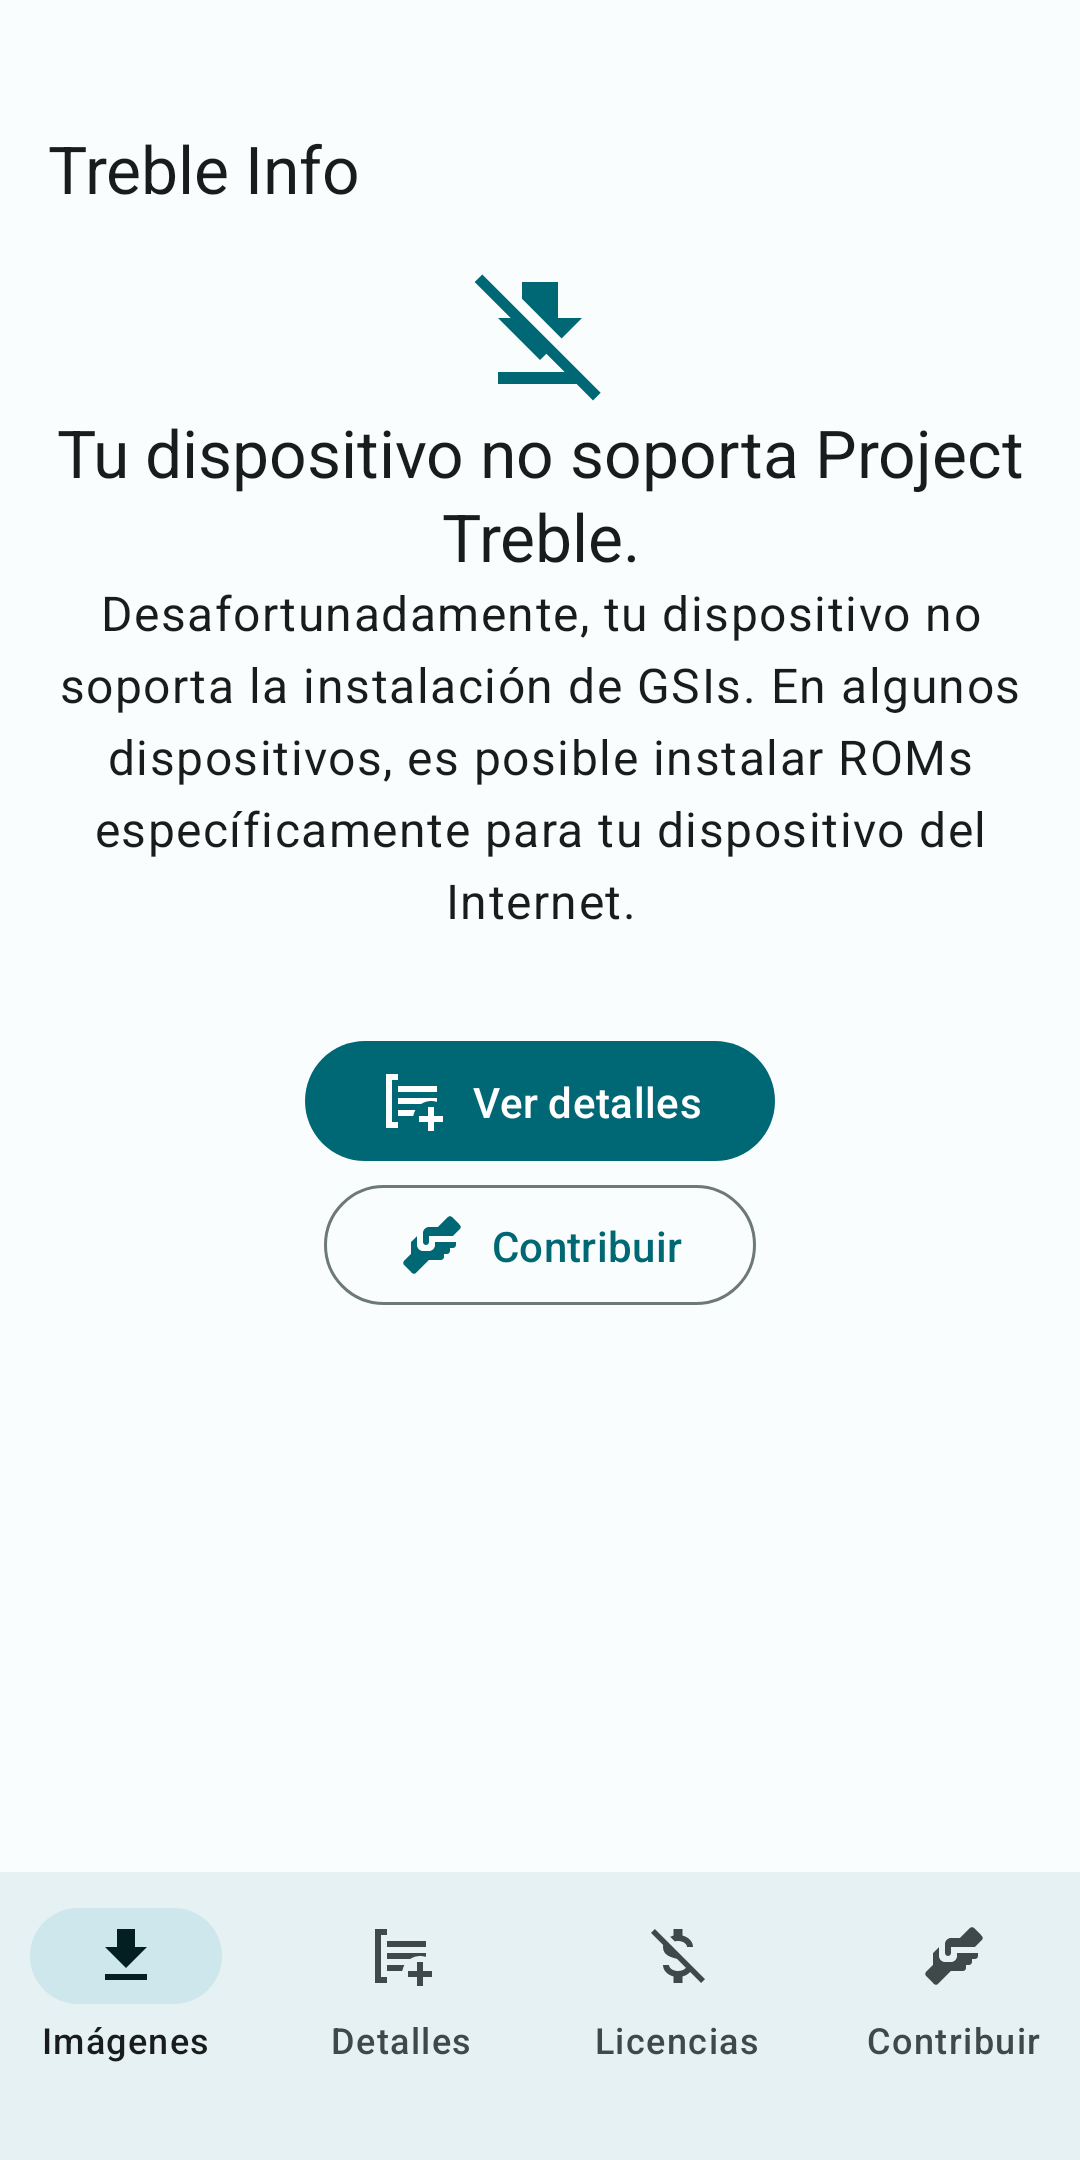 Treble Info
Tu dispositivo no soporta Project
Treble.
Desafortunadamente, tu dispositivo no
soporta la instalación de GSIs. En algunos
dispositivos, es posible instalar ROMs
específicamente para tu dispositivo del
Internet.
Ver detalles
Contribuir
Imágenes
Detalles
Licencias
Contribuir